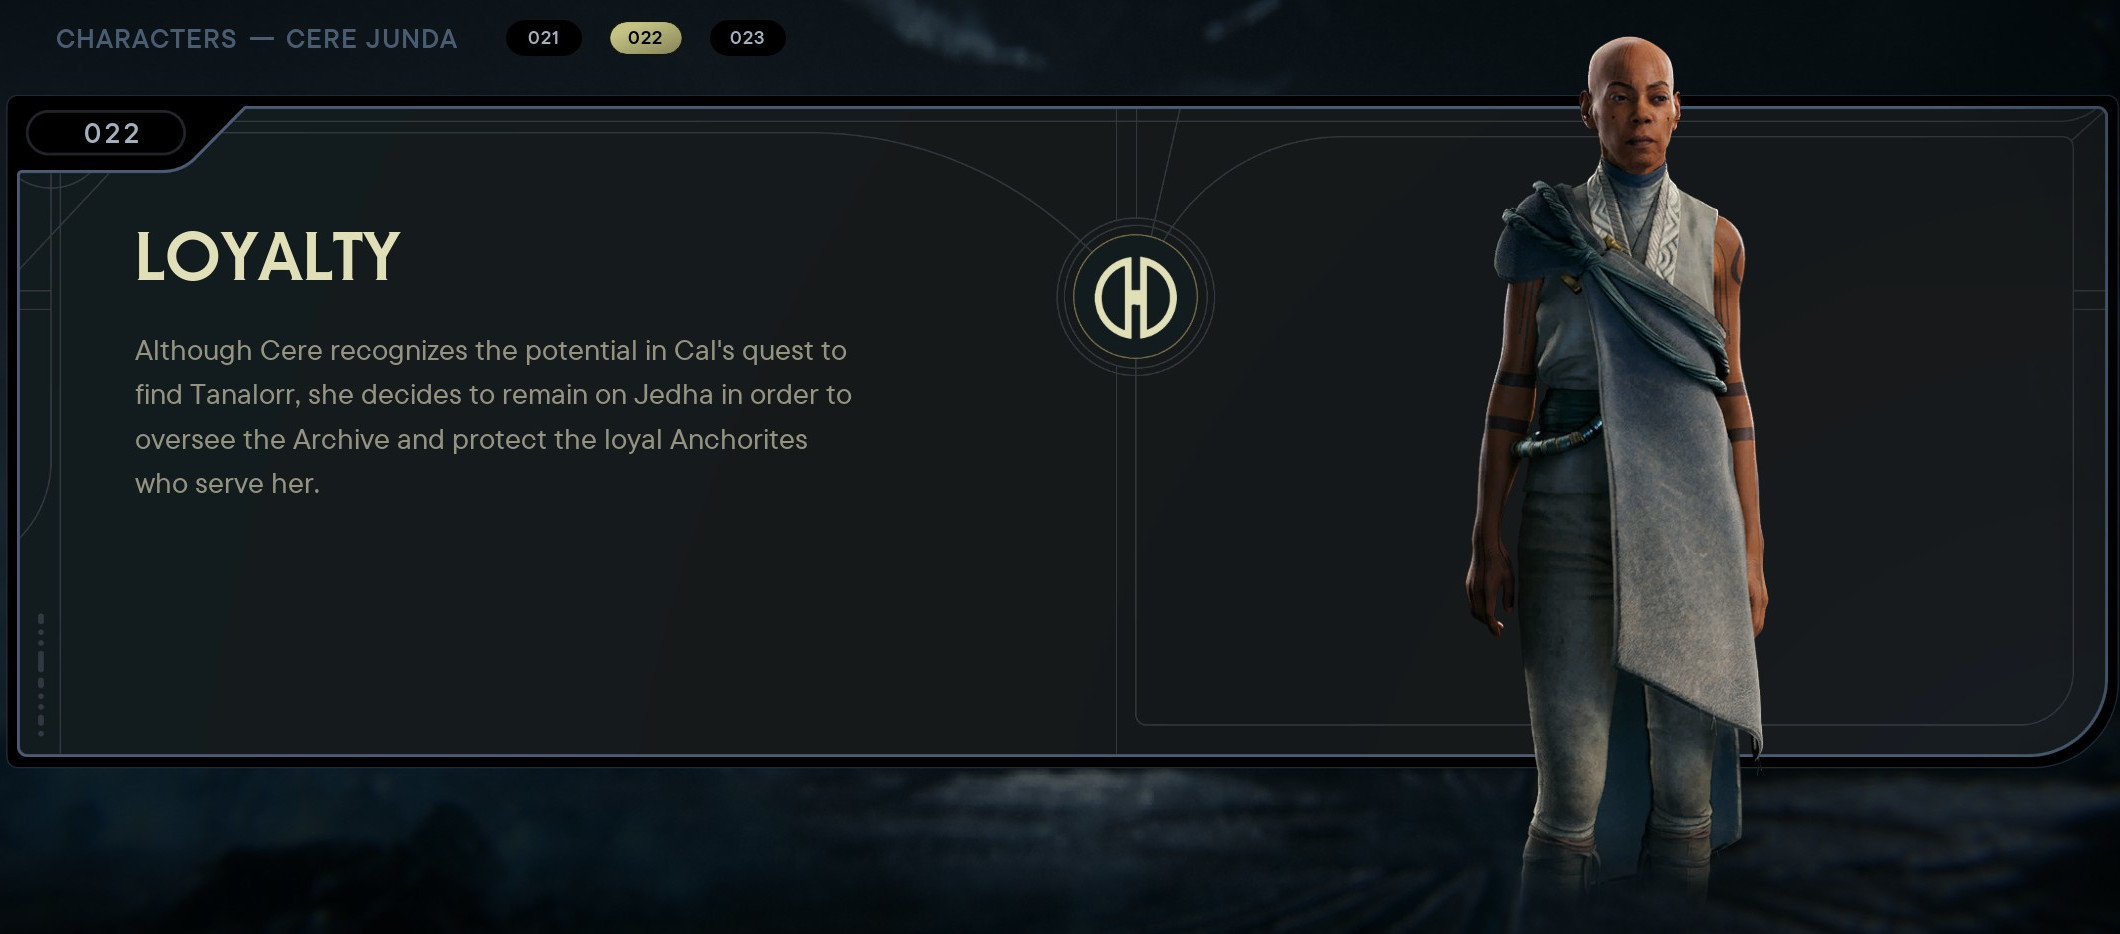 CHARACTERS — CERE JUNDA 021 022 023
022
LOYALTY
Although Cere recognizes the potential in Cal's quest to
find Tanalorr, she decides to remain on Jedha in order to
oversee the Archive and protect the loyal Anchorites
who serve her.